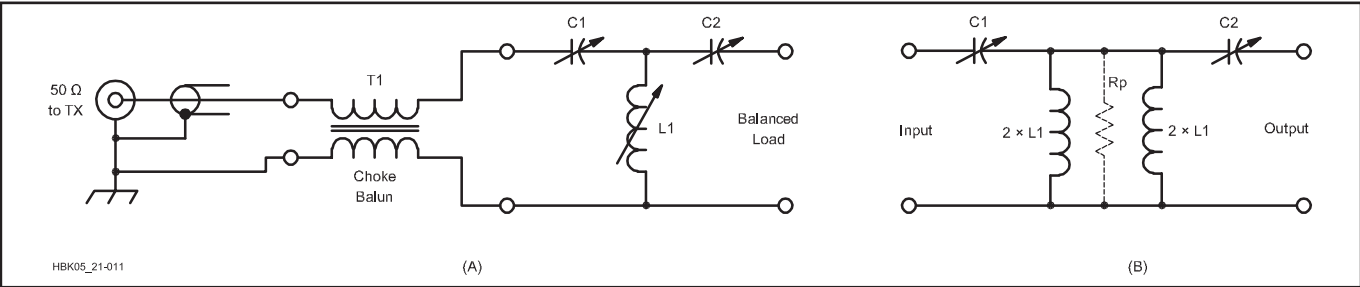 C1
C2
C1
C2
50 Ω
to TX
T1
Rp
L1
Balanced
Load
Input
2 × L1
2 × L1
Output
Choke
Balun
HBK05_21-011
(A)
(B)